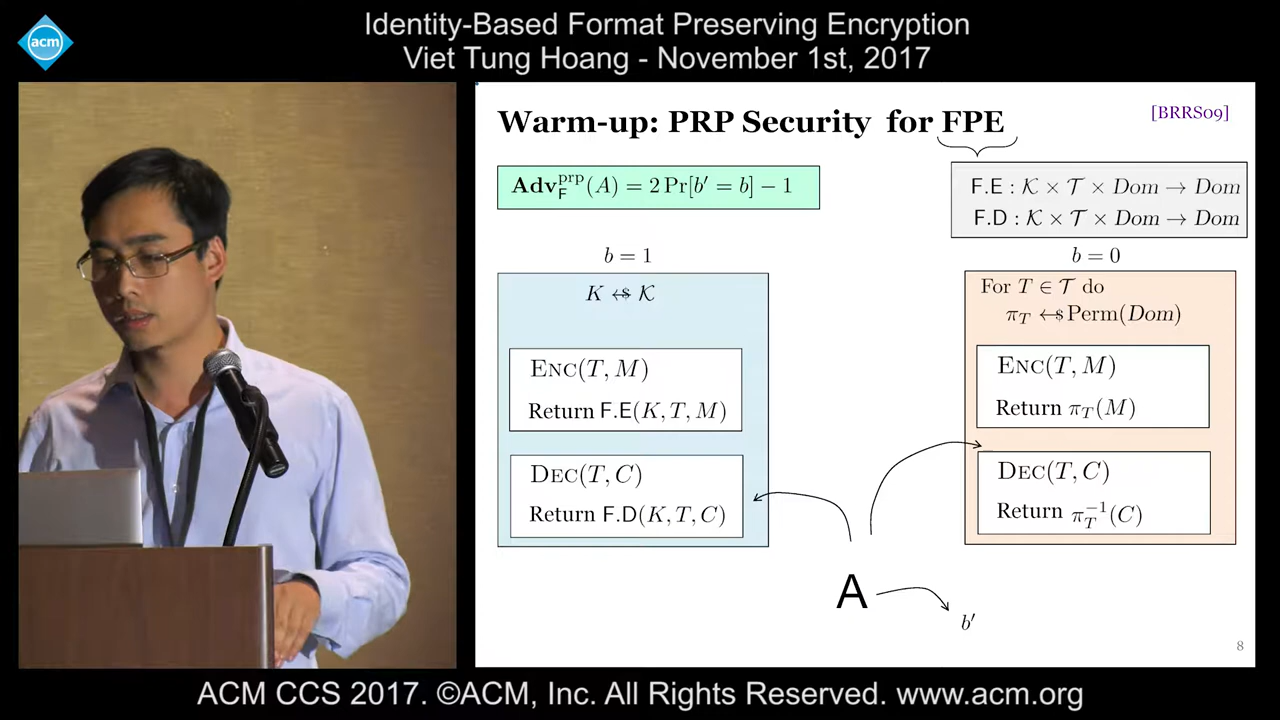 acm
Identity-Based Format Preserving Encryption
Viet Tung Hoang - November 1st, 2017
Warm-up: PRP Security for FPE
[BRRS09]
Adv_F^prp(A) = 2 Pr[b′ = b] − 1
F.E : K × T × Dom → Dom
F.D : K × T × Dom → Dom
b = 1
K ←$ K
ENC(T, M)
Return F.E(K, T, M)
DEC(T, C)
Return F.D(K, T, C)
b = 0
For T ∈ T do
π_T ←$ Perm(Dom)
ENC(T, M)
Return π_T(M)
DEC(T, C)
Return π_T^−1(C)
A
b′
8
ACM CCS 2017. ©ACM, Inc. All Rights Reserved. www.acm.org